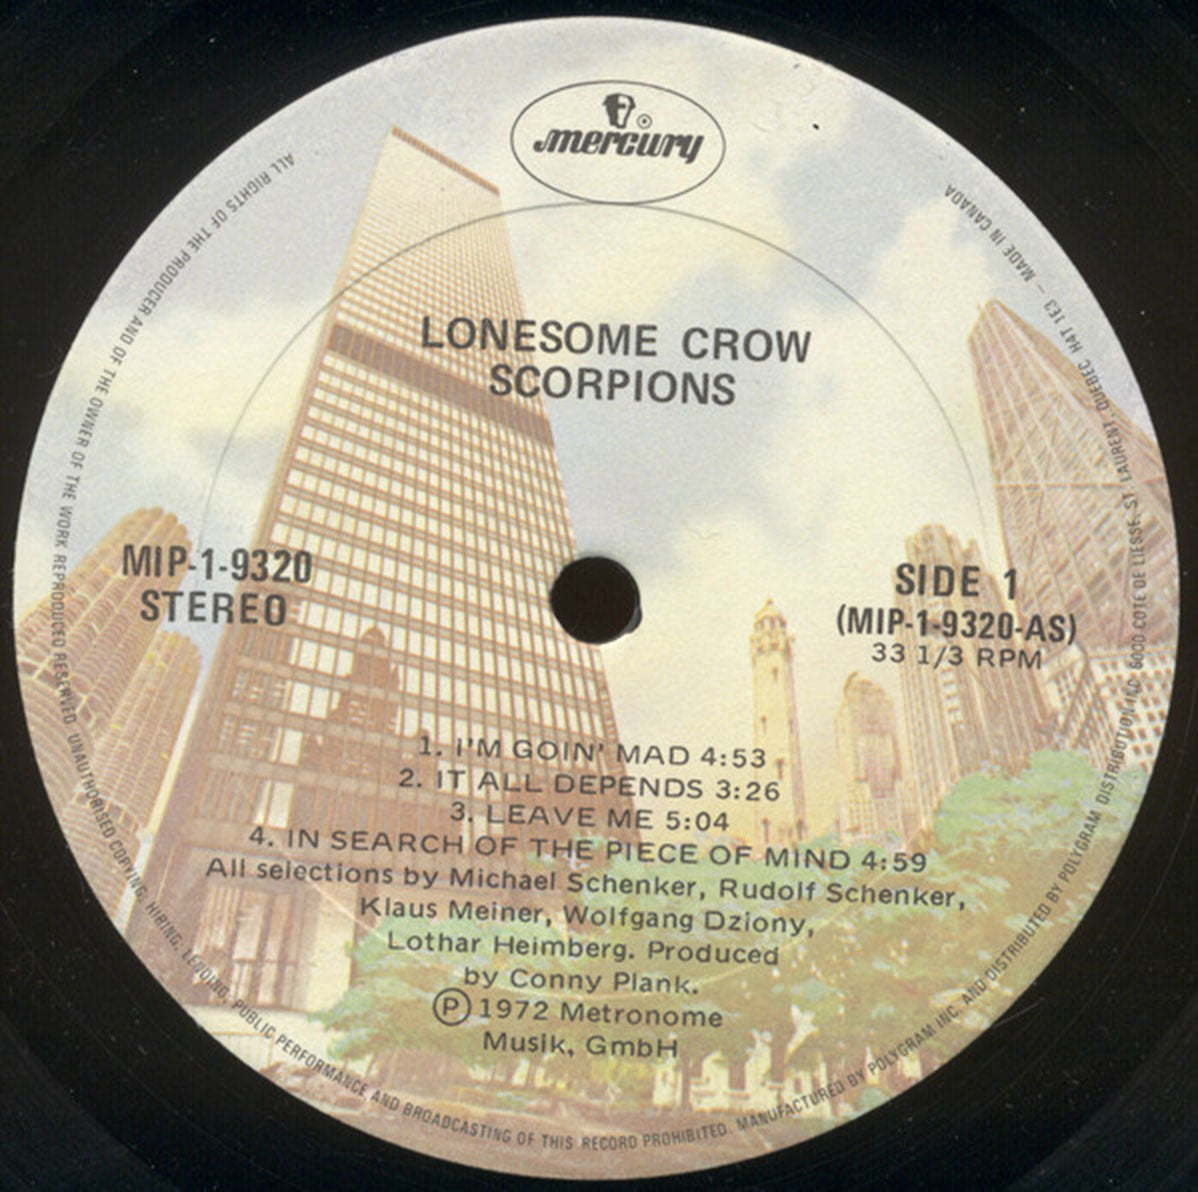 mercury
LONESOME CROW
SCORPIONS
MIP-1-9320
STEREO
SIDE 1
(MIP-1-9320-AS)
33 1/3 RPM
1. I'M GOIN' MAD 4:53
2. IT ALL DEPENDS 3:26
3. LEAVE ME 5:04
4. IN SEARCH OF THE PIECE OF MIND 4:59
All selections by Michael Schenker, Rudolf Schenker,
Klaus Meiner, Wolfgang Dziony,
Lothar Heimberg. Produced
by Conny Plank.
Ⓟ 1972 Metronome
Musik, GmbH
ALL RIGHTS OF THE PRODUCER AND OF THE OWNER OF THE WORK REPRODUCED RESERVED. UNAUTHORISED COPYING, HIRING, LENDING, PUBLIC PERFORMANCE AND BROADCASTING OF THIS RECORD PROHIBITED. MANUFACTURED BY POLYGRAM INC. AND DISTRIBUTED BY POLYGRAM DISTRIBUTION INC. 6000 COTE DE LIESSE, ST LAURENT, QUEBEC, H4T 1E3 – MADE IN CANADA